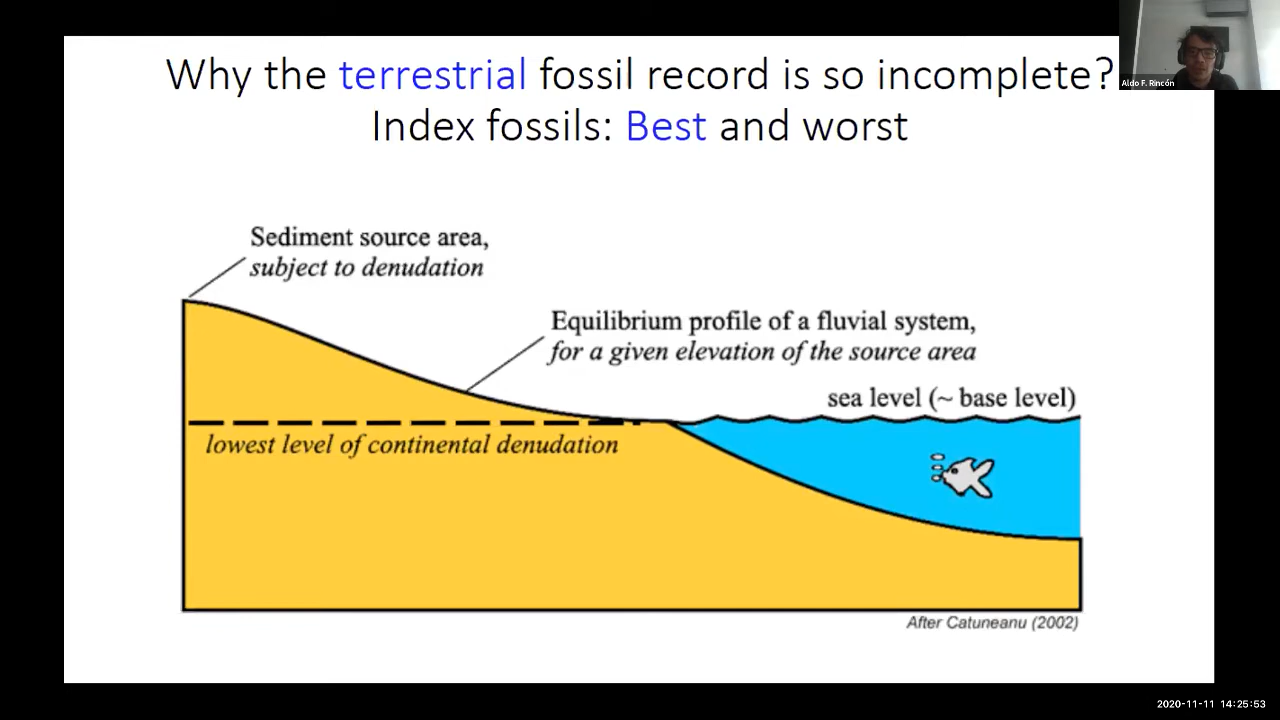 Why the terrestrial fossil record is so incomplete?
Index fossils: Best and worst
Aldo F. Rincón
Sediment source area,
subject to denudation
Equilibrium profile of a fluvial system,
for a given elevation of the source area
sea level (~ base level)
lowest level of continental denudation
After Catuneanu (2002)
2020-11-11 14:25:53